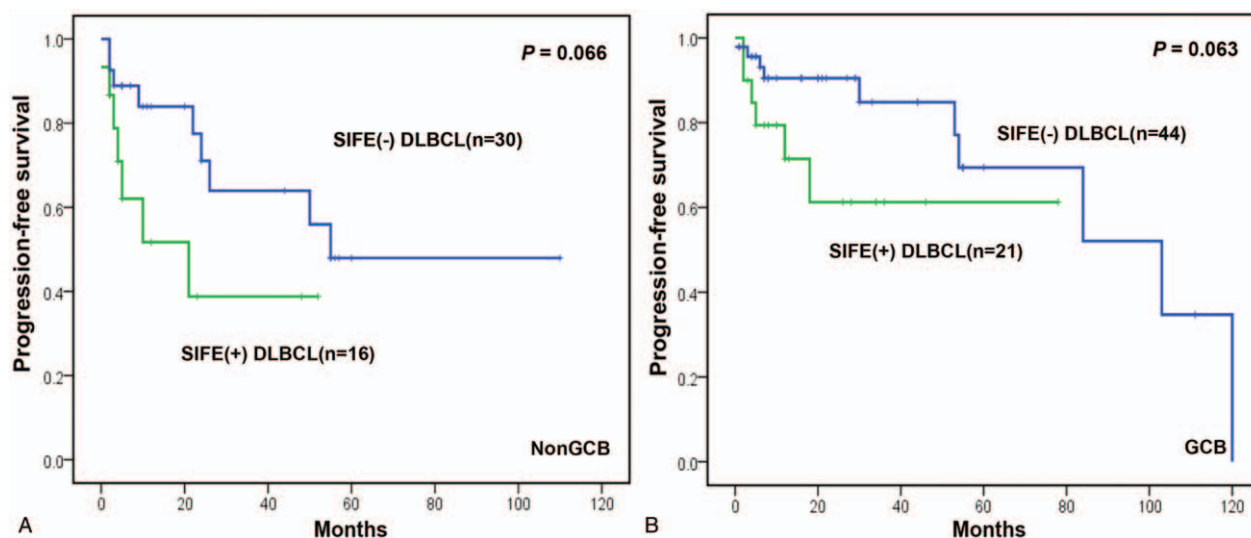 P = 0.066
SIFE(-) DLBCL(n=30)
SIFE(+) DLBCL(n=16)
NonGCB
Progression-free survival
1.0
0.8
0.6
0.4
0.2
0.0
0 20 40 60 80 100 120
Months
A
P = 0.063
SIFE(-) DLBCL(n=44)
SIFE(+) DLBCL(n=21)
GCB
Progression-free survival
1.0
0.8
0.6
0.4
0.2
0.0
0 20 40 60 80 100 120
Months
B